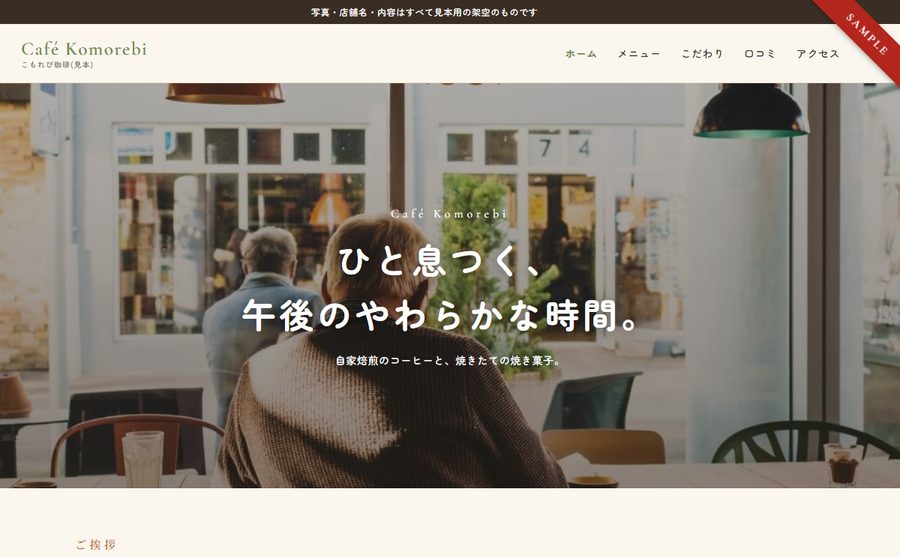 写真・店舗名・内容はすべて見本用の架空のものです
SAMPLE
Café Komorebi
こもれび珈琲(見本)
ホーム
メニュー
こだわり
口コミ
アクセス
7 4
Café Komorebi
ひと息つく、
午後のやわらかな時間。
自家焙煎のコーヒーと、焼きたての焼き菓子。
ご挨拶